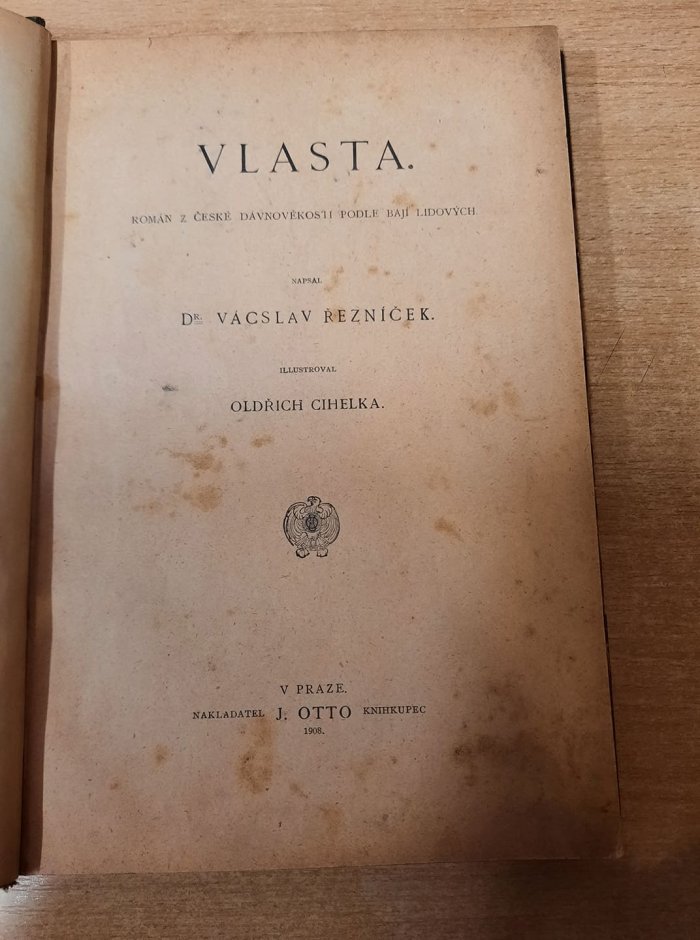 VLASTA.
ROMÁN Z ČESKÉ DÁVNOVĚKOSTI PODLE BÁJÍ LIDOVÝCH
NAPSAL
DR. VÁCSLAV ŘEZNÍČEK.
ILLUSTROVAL
OLDŘICH CIHELKA.
V PRAZE.
NAKLADATEL J. OTTO KNIHKUPEC
1908.
1